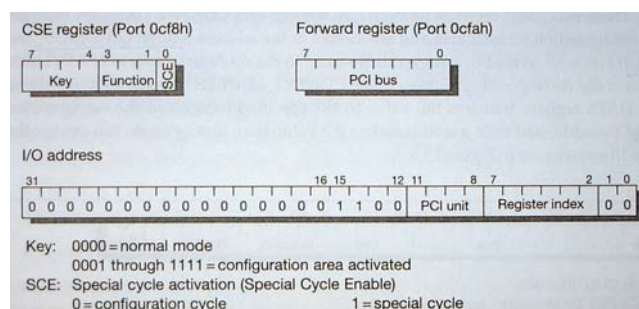 CSE register (Port 0cf8h)
Forward register (Port 0cfah)
7 4 3 1 0
7 0
Key Function SCE
PCI bus
I/O address
31 16 15 12 11 8 7 2 1 0
0 0 0 0 0 0 0 0 0 0 0 0 0 0 0 0 1 1 0 0 PCI unit Register index 0 0
Key: 0000 = normal mode
0001 through 1111 = configuration area activated
SCE: Special cycle activation (Special Cycle Enable)
0 = configuration cycle 1 = special cycle